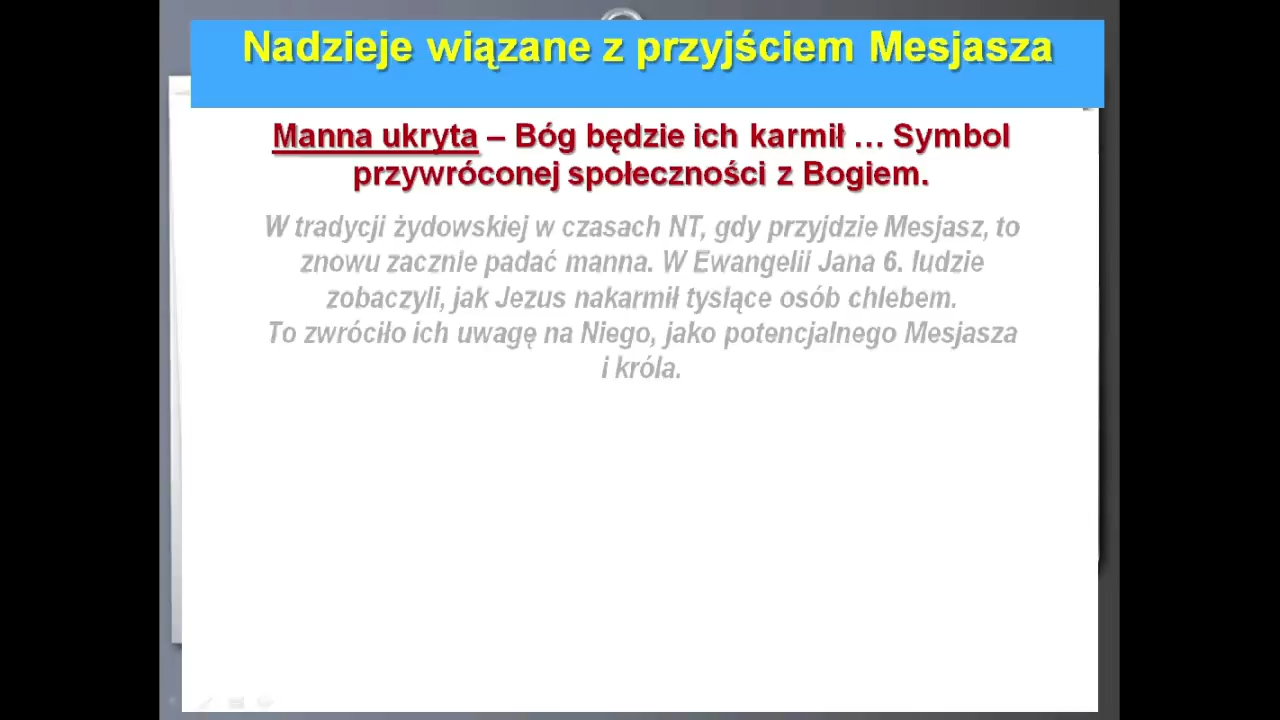 Nadzieje wiązane z przyjściem Mesjasza
Manna ukryta – Bóg będzie ich karmił ... Symbol
przywróconej społeczności z Bogiem.
W tradycji żydowskiej w czasach NT, gdy przyjdzie Mesjasz, to
znowu zacznie padać manna. W Ewangelii Jana 6. ludzie
zobaczyli, jak Jezus nakarmił tysiące osób chlebem.
To zwróciło ich uwagę na Niego, jako potencjalnego Mesjasza
i króla.